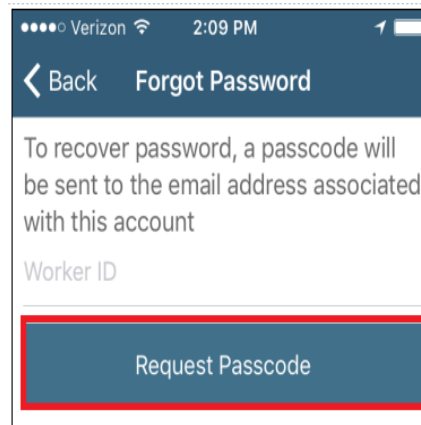 Verizon 2:09 PM
Back Forgot Password
To recover password, a passcode will
be sent to the email address associated
with this account
Worker ID
Request Passcode